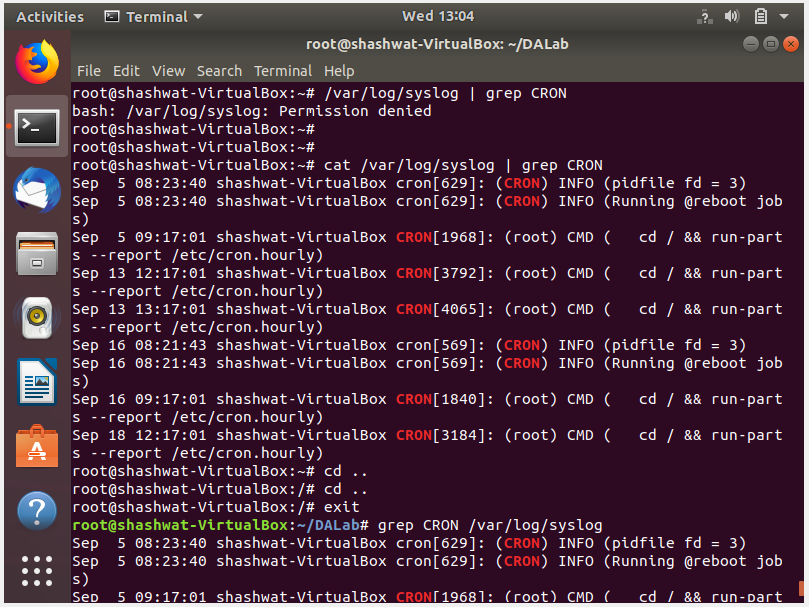 Activities Terminal Wed 13:04
root@shashwat-VirtualBox: ~/DALab
File Edit View Search Terminal Help
root@shashwat-VirtualBox:~# /var/log/syslog | grep CRON
bash: /var/log/syslog: Permission denied
root@shashwat-VirtualBox:~#
root@shashwat-VirtualBox:~#
root@shashwat-VirtualBox:~# cat /var/log/syslog | grep CRON
Sep  5 08:23:40 shashwat-VirtualBox cron[629]: (CRON) INFO (pidfile fd = 3)
Sep  5 08:23:40 shashwat-VirtualBox cron[629]: (CRON) INFO (Running @reboot job
s)
Sep  5 09:17:01 shashwat-VirtualBox CRON[1968]: (root) CMD (   cd / && run-part
s --report /etc/cron.hourly)
Sep 13 12:17:01 shashwat-VirtualBox CRON[3792]: (root) CMD (   cd / && run-part
s --report /etc/cron.hourly)
Sep 13 13:17:01 shashwat-VirtualBox CRON[4065]: (root) CMD (   cd / && run-part
s --report /etc/cron.hourly)
Sep 16 08:21:43 shashwat-VirtualBox cron[569]: (CRON) INFO (pidfile fd = 3)
Sep 16 08:21:43 shashwat-VirtualBox cron[569]: (CRON) INFO (Running @reboot job
s)
Sep 16 09:17:01 shashwat-VirtualBox CRON[1840]: (root) CMD (   cd / && run-part
s --report /etc/cron.hourly)
Sep 18 12:17:01 shashwat-VirtualBox CRON[3184]: (root) CMD (   cd / && run-part
s --report /etc/cron.hourly)
root@shashwat-VirtualBox:~# cd ..
root@shashwat-VirtualBox:/# cd ..
root@shashwat-VirtualBox:/# exit
root@shashwat-VirtualBox:~/DALab# grep CRON /var/log/syslog
Sep  5 08:23:40 shashwat-VirtualBox cron[629]: (CRON) INFO (pidfile fd = 3)
Sep  5 08:23:40 shashwat-VirtualBox cron[629]: (CRON) INFO (Running @reboot job
s)
Sep  5 09:17:01 shashwat-VirtualBox CRON[1968]: (root) CMD (   cd / && run-part